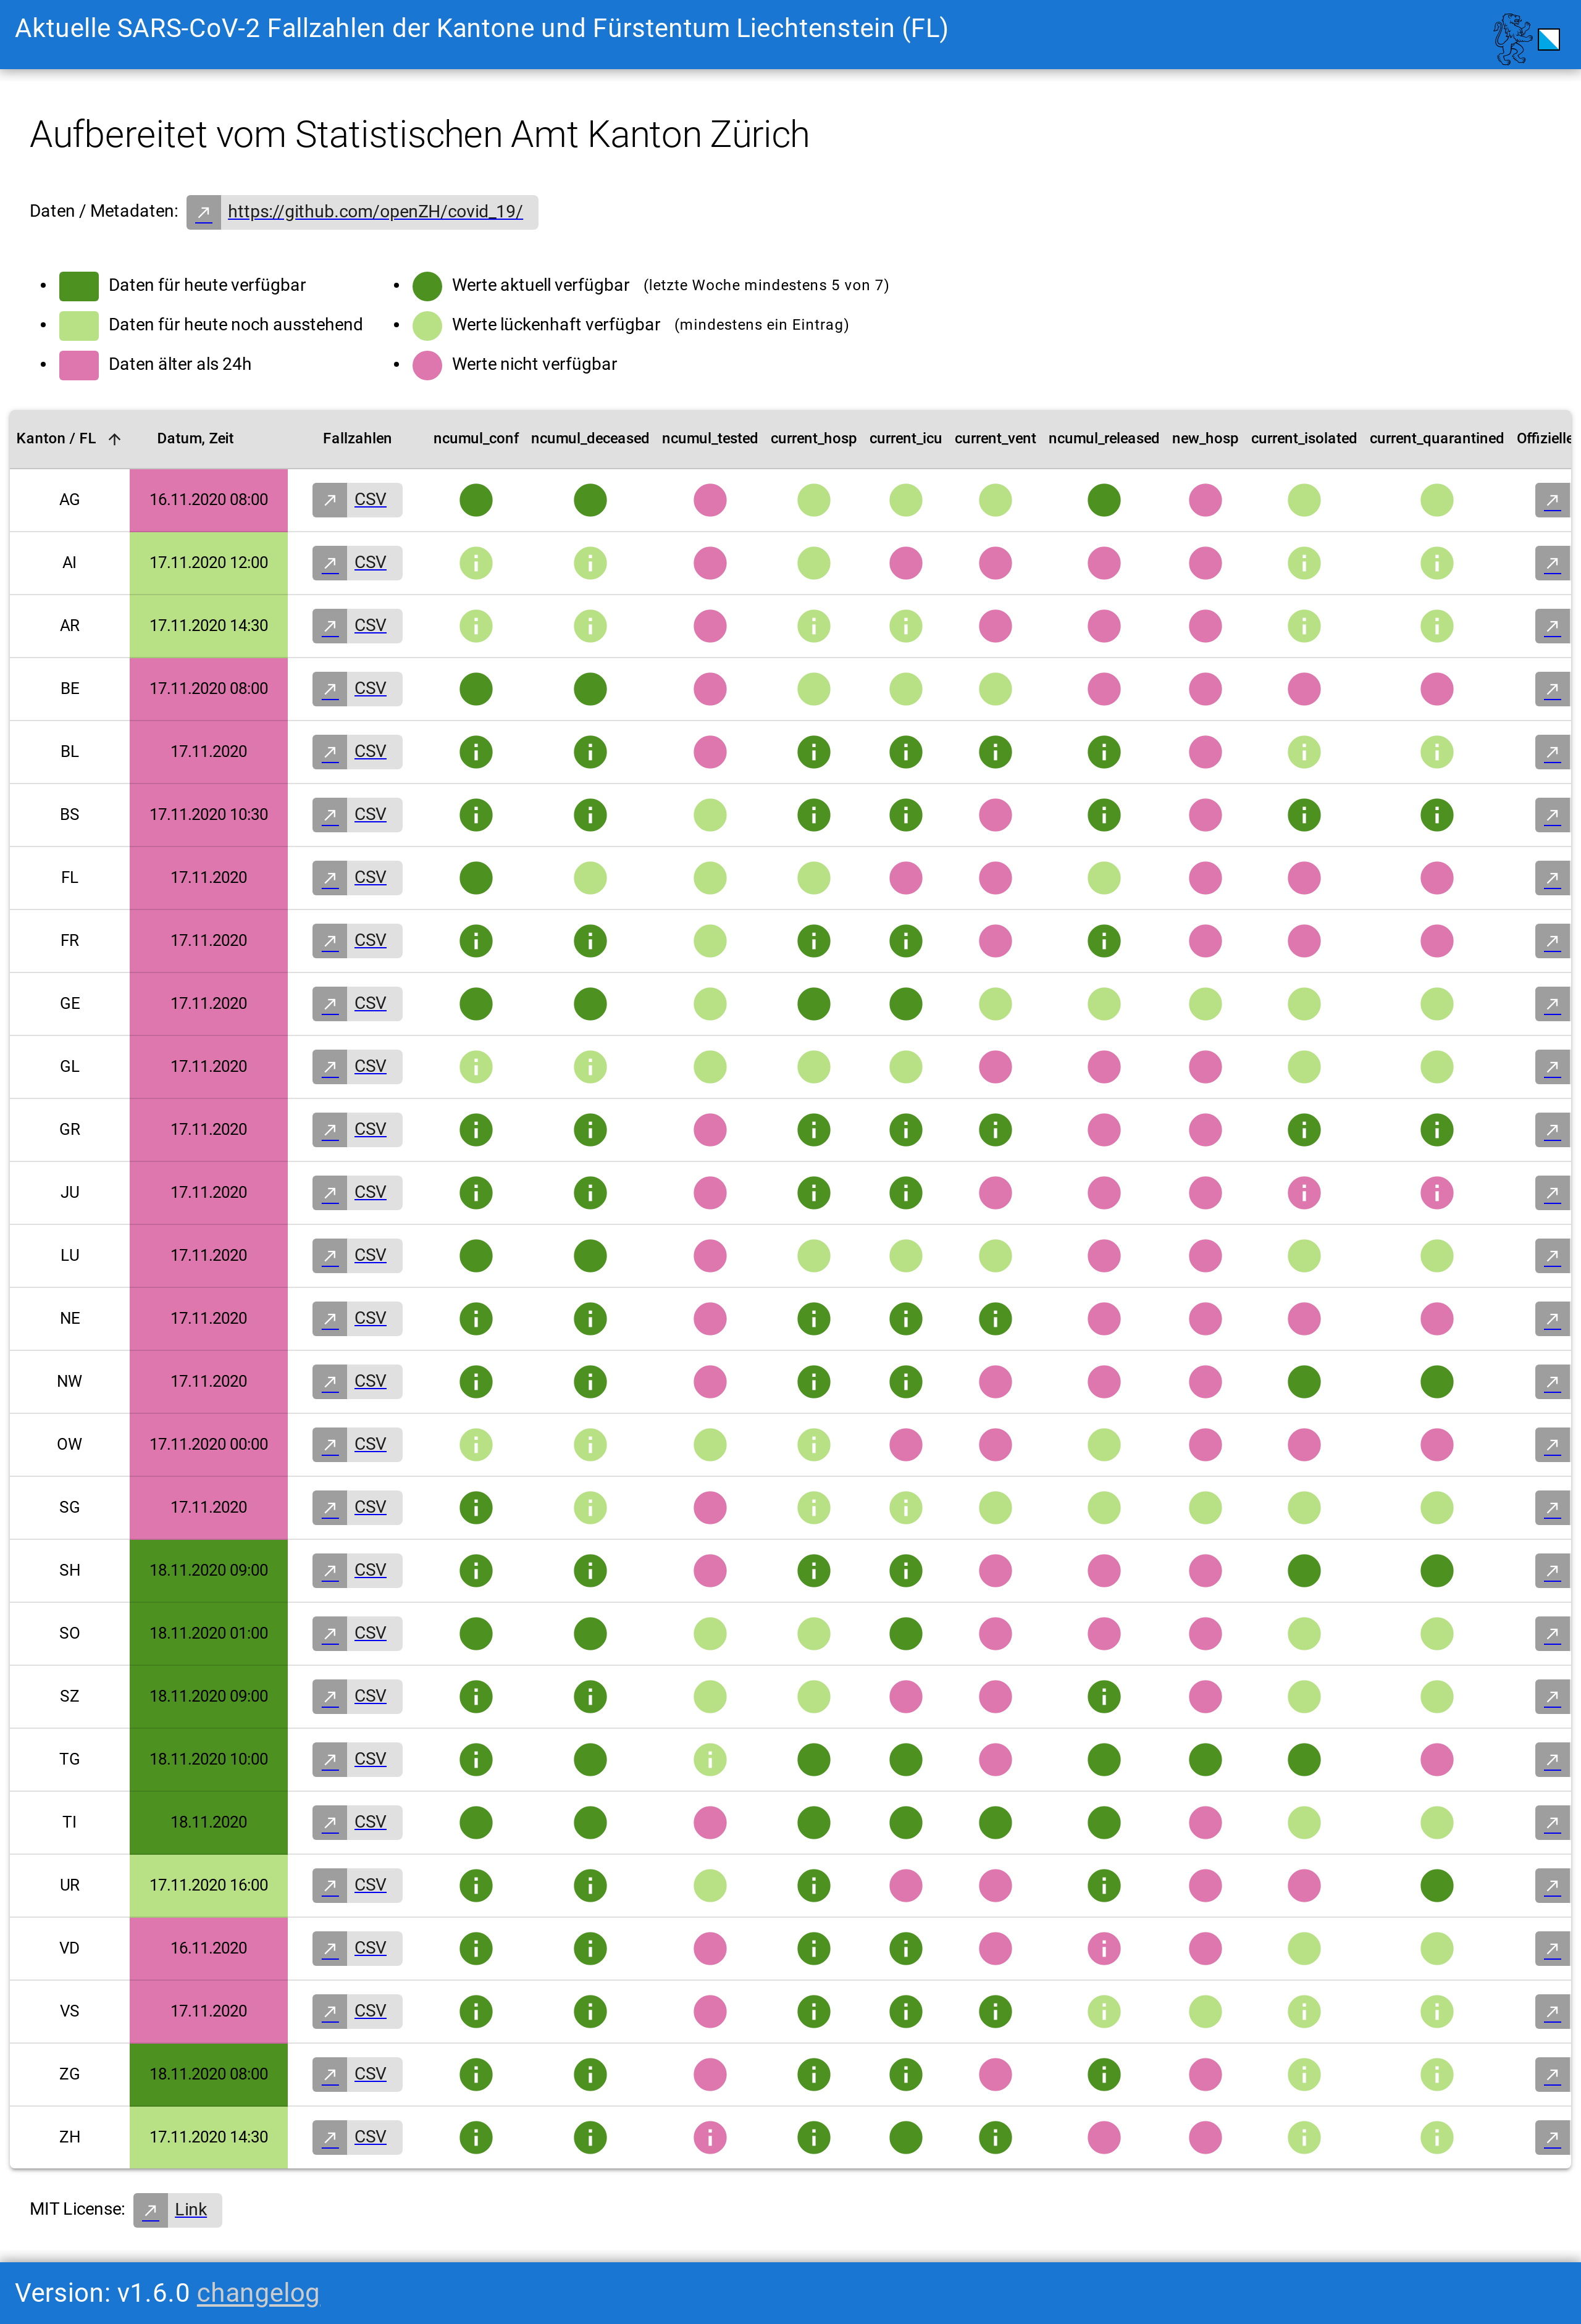 Aktuelle SARS-CoV-2 Fallzahlen der Kantone und Fürstentum Liechtenstein (FL)
Aufbereitet vom Statistischen Amt Kanton Zürich
Daten / Metadaten: https://github.com/openZH/covid_19/
Daten für heute verfügbar
Daten für heute noch ausstehend
Daten älter als 24h
Werte aktuell verfügbar (letzte Woche mindestens 5 von 7)
Werte lückenhaft verfügbar (mindestens ein Eintrag)
Werte nicht verfügbar
Kanton / FL Datum, Zeit Fallzahlen ncumul_conf ncumul_deceased ncumul_tested current_hosp current_icu current_vent ncumul_released new_hosp current_isolated current_quarantined Offizielle
AG 16.11.2020 08:00 CSV
AI 17.11.2020 12:00 CSV
AR 17.11.2020 14:30 CSV
BE 17.11.2020 08:00 CSV
BL 17.11.2020 CSV
BS 17.11.2020 10:30 CSV
FL 17.11.2020 CSV
FR 17.11.2020 CSV
GE 17.11.2020 CSV
GL 17.11.2020 CSV
GR 17.11.2020 CSV
JU 17.11.2020 CSV
LU 17.11.2020 CSV
NE 17.11.2020 CSV
NW 17.11.2020 CSV
OW 17.11.2020 00:00 CSV
SG 17.11.2020 CSV
SH 18.11.2020 09:00 CSV
SO 18.11.2020 01:00 CSV
SZ 18.11.2020 09:00 CSV
TG 18.11.2020 10:00 CSV
TI 18.11.2020 CSV
UR 17.11.2020 16:00 CSV
VD 16.11.2020 CSV
VS 17.11.2020 CSV
ZG 18.11.2020 08:00 CSV
ZH 17.11.2020 14:30 CSV
MIT License: Link
Version: v1.6.0 changelog